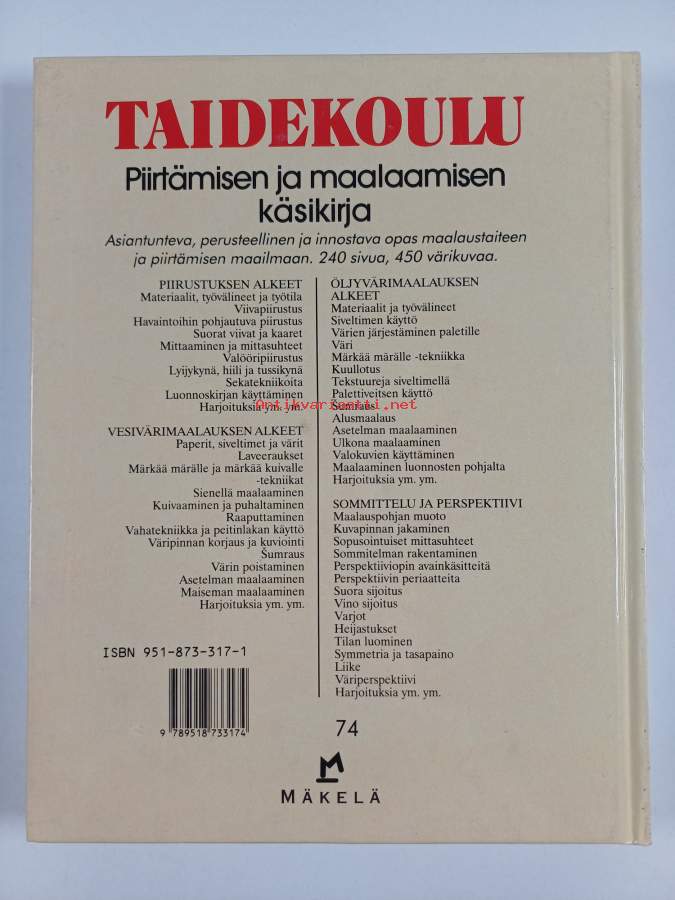 TAIDEKOULU
Piirtämisen ja maalaamisen
käsikirja
Asiantunteva, perusteellinen ja innostava opas maalaustaiteen
ja piirtämisen maailmaan. 240 sivua, 450 värikuvaa.
PIIRUSTUKSEN ALKEET
Materiaalit, työvälineet ja työtila
Viivapiirustus
Havaintoihin pohjautuva piirustus
Suorat viivat ja kaaret
Mittaaminen ja mittasuhteet
Valööripiirustus
Lyijykynä, hiili ja tussikynä
Sekatekniikoita
Luonnoskirjan käyttäminen
Harjoituksia ym. ym.
VESIVÄRIMAALAUKSEN ALKEET
Paperit, siveltimet ja värit
Laveeraukset
Märkää märälle ja märkää kuivalle
-tekniikat
Sienellä maalaaminen
Kuivaaminen ja puhaltaminen
Raaputtaminen
Vahatekniikka ja peitinlakan käyttö
Väripinnan korjaus ja kuviointi
Šumraus
Värin poistaminen
Asetelman maalaaminen
Maiseman maalaaminen
Harjoituksia ym. ym.
ÖLJYVÄRIMAALAUKSEN
ALKEET
Materiaalit ja työvälineet
Siveltimen käyttö
Värien järjestäminen paletille
Väri
Märkää märälle -tekniikka
Kuullotus
Tekstuureja siveltimellä
Palettiveitsen käyttö
Šumraus
Alusmaalaus
Asetelman maalaaminen
Ulkona maalaaminen
Valokuvien käyttäminen
Maalaaminen luonnosten pohjalta
Harjoituksia ym. ym.
SOMMITTELU JA PERSPEKTIIVI
Maalauspohjan muoto
Kuvapinnan jakaminen
Sopusointuiset mittasuhteet
Sommitelman rakentaminen
Perspektiiviopin avainkäsitteitä
Perspektiivin periaatteita
Suora sijoitus
Vino sijoitus
Varjot
Heijastukset
Tilan luominen
Symmetria ja tasapaino
Liike
Väriperspektiivi
Harjoituksia ym. ym.
Antikvariaatti.net
ISBN 951-873-317-1
9 789518 733174
74
MÄKELÄ